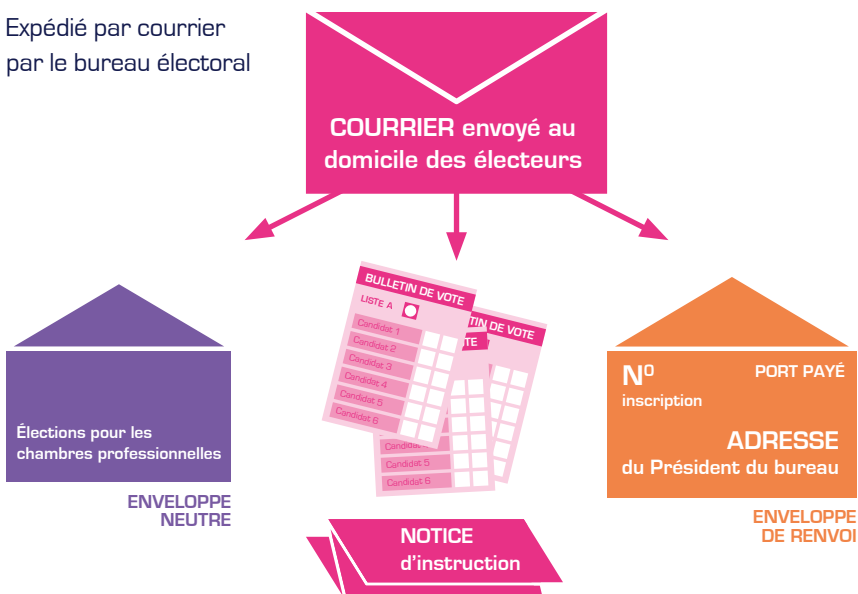 Expédié par courrier
par le bureau électoral
COURRIER envoyé au
domicile des électeurs
Élections pour les
chambres professionnelles
ENVELOPPE
NEUTRE
BULLETIN DE VOTE
LISTE A
Candidat 1
Candidat 2
Candidat 3
Candidat 4
Candidat 5
Candidat 6
DE VOTE
Candidat 5
Candidat 6
NOTICE
d'instruction
Nº
PORT PAYÉ
inscription
ADRESSE
du Président du bureau
ENVELOPPE
DE RENVOI